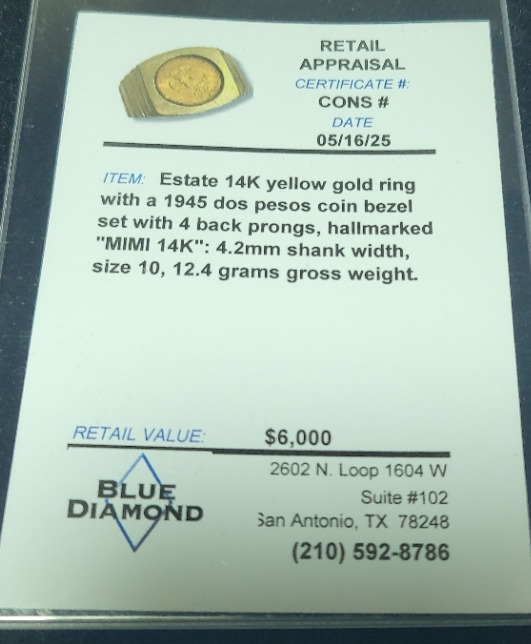 RETAIL
APPRAISAL
CERTIFICATE #:
CONS #
DATE
05/16/25
ITEM: Estate 14K yellow gold ring
with a 1945 dos pesos coin bezel
set with 4 back prongs, hallmarked
"MIMI 14K": 4.2mm shank width,
size 10, 12.4 grams gross weight.
RETAIL VALUE: $6,000
BLUE
DIAMOND
2602 N. Loop 1604 W
Suite #102
San Antonio, TX 78248
(210) 592-8786